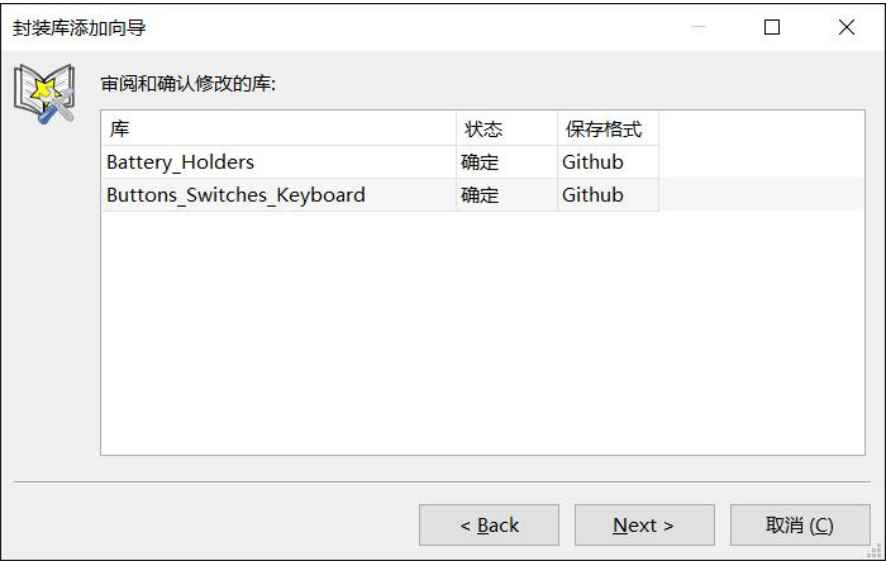 封装库添加向导
审阅和确认修改的库:
库 状态 保存格式
Battery_Holders 确定 Github
Buttons_Switches_Keyboard 确定 Github
< Back Next > 取消 (C)